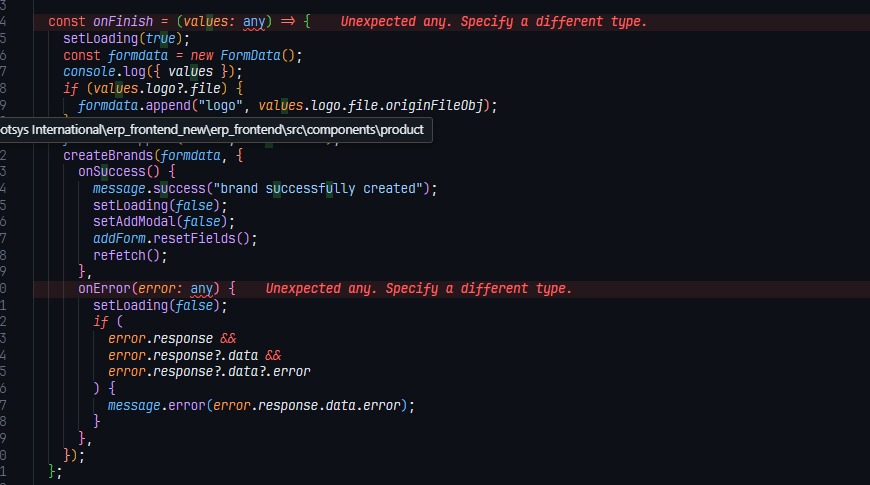 3
4 const onFinish = (values: any) => { Unexpected any. Specify a different type.
5 setLoading(true);
6 const formdata = new FormData();
7 console.log({ values });
8 if (values.logo?.file) {
9 formdata.append("logo", values.logo.file.originFileObj);
otsys International\erp_frontend_new\erp_frontend\src\components\product
2 createBrands(formdata, {
3 onSuccess() {
4 message.success("brand successfully created");
5 setLoading(false);
6 setAddModal(false);
7 addForm.resetFields();
8 refetch();
9 },
0 onError(error: any) { Unexpected any. Specify a different type.
1 setLoading(false);
2 if (
3 error.response &&
4 error.response?.data &&
5 error.response?.data?.error
6 ) {
7 message.error(error.response.data.error);
8 }
9 },
0 });
1 };